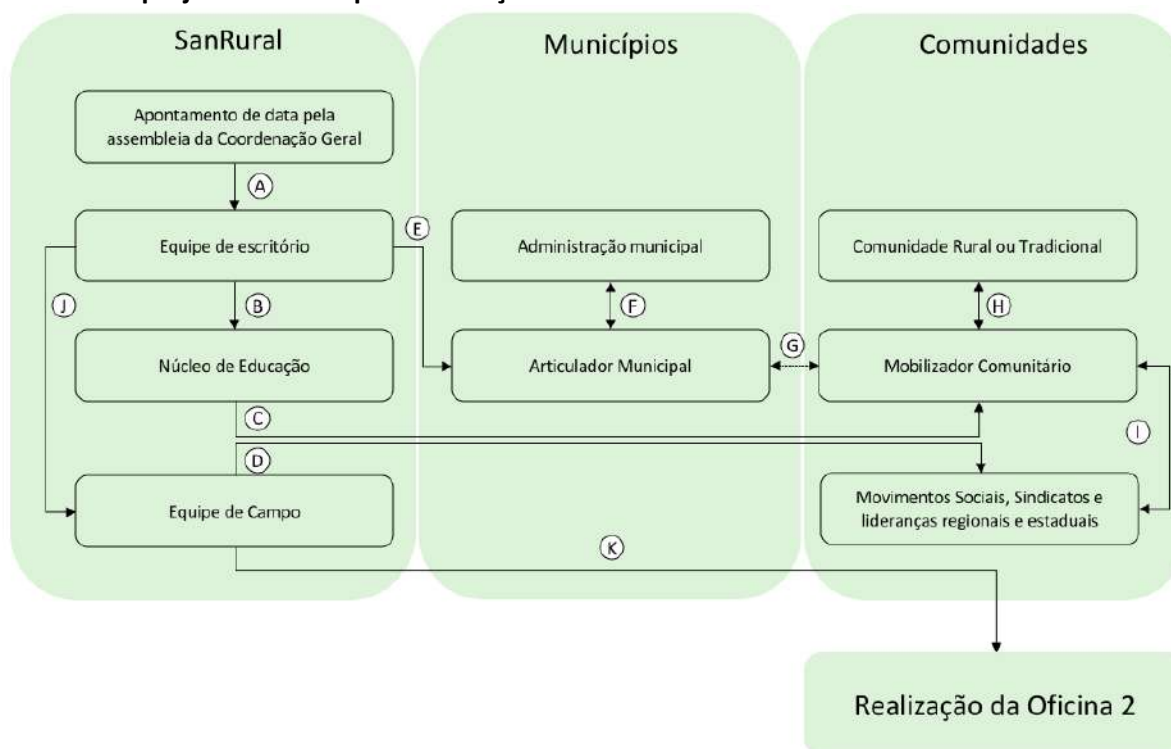 SanRural
Municípios
Comunidades
Apontamento de data pela
assembleia da Coordenação Geral
A
Equipe de escritório
E
Administração municipal
Comunidade Rural ou Tradicional
J
B
F
H
Núcleo de Educação
Articulador Municipal
G
Mobilizador Comunitário
C
I
D
Equipe de Campo
Movimentos Sociais, Sindicatos e
lideranças regionais e estaduais
K
Realização da Oficina 2